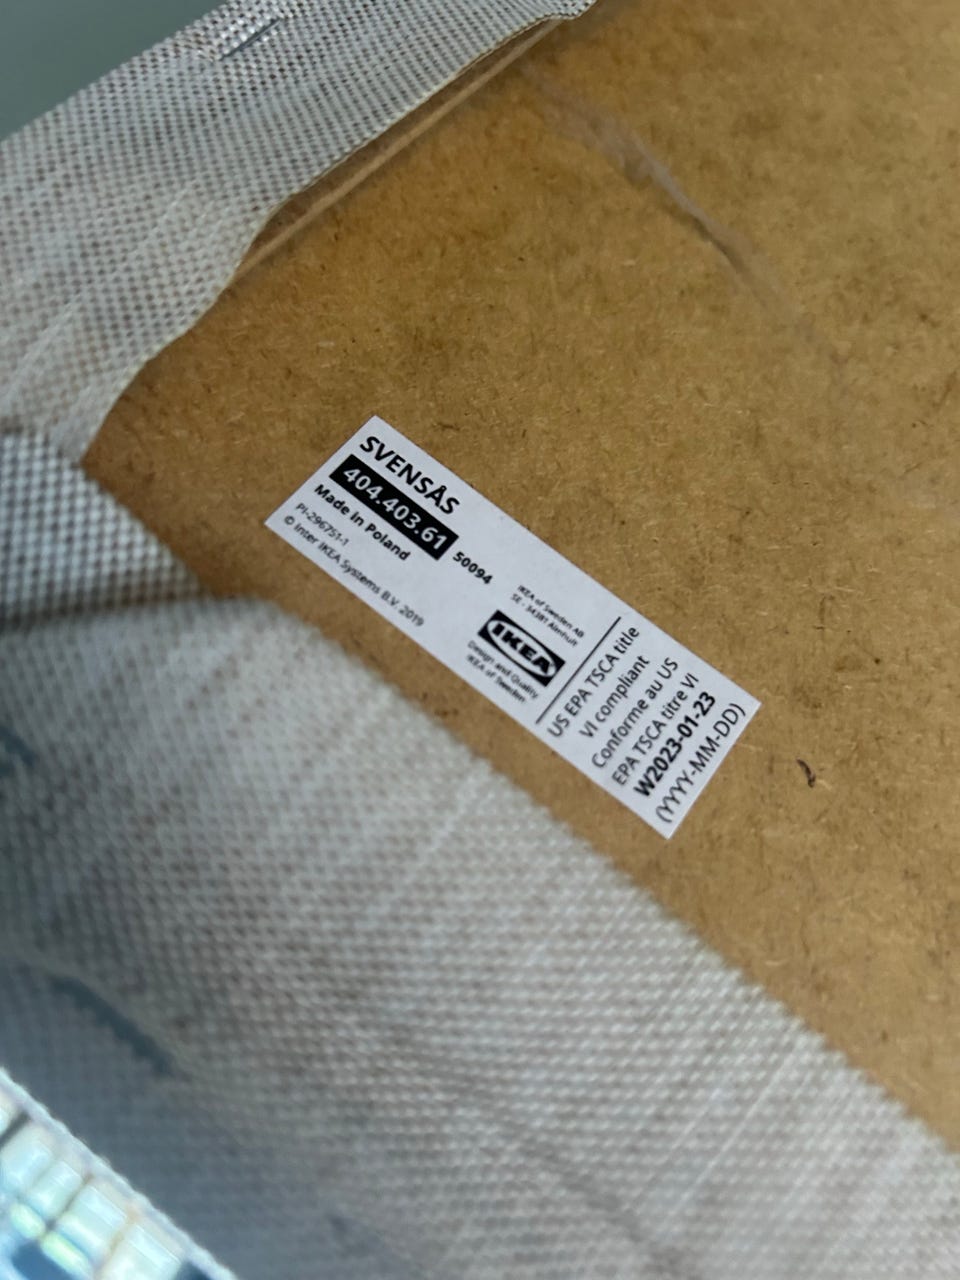 SVENSÅS
404.403.61 50094
Made in Poland
PI-296751-1
© Inter IKEA Systems B.V. 2019
IKEA of Sweden AB
SE - 34381 Älmhult
IKEA
Design and Quality
IKEA of Sweden
US EPA TSCA title
VI compliant
Conforme au US
EPA TSCA titre VI
W2023-01-23
(YYYY-MM-DD)